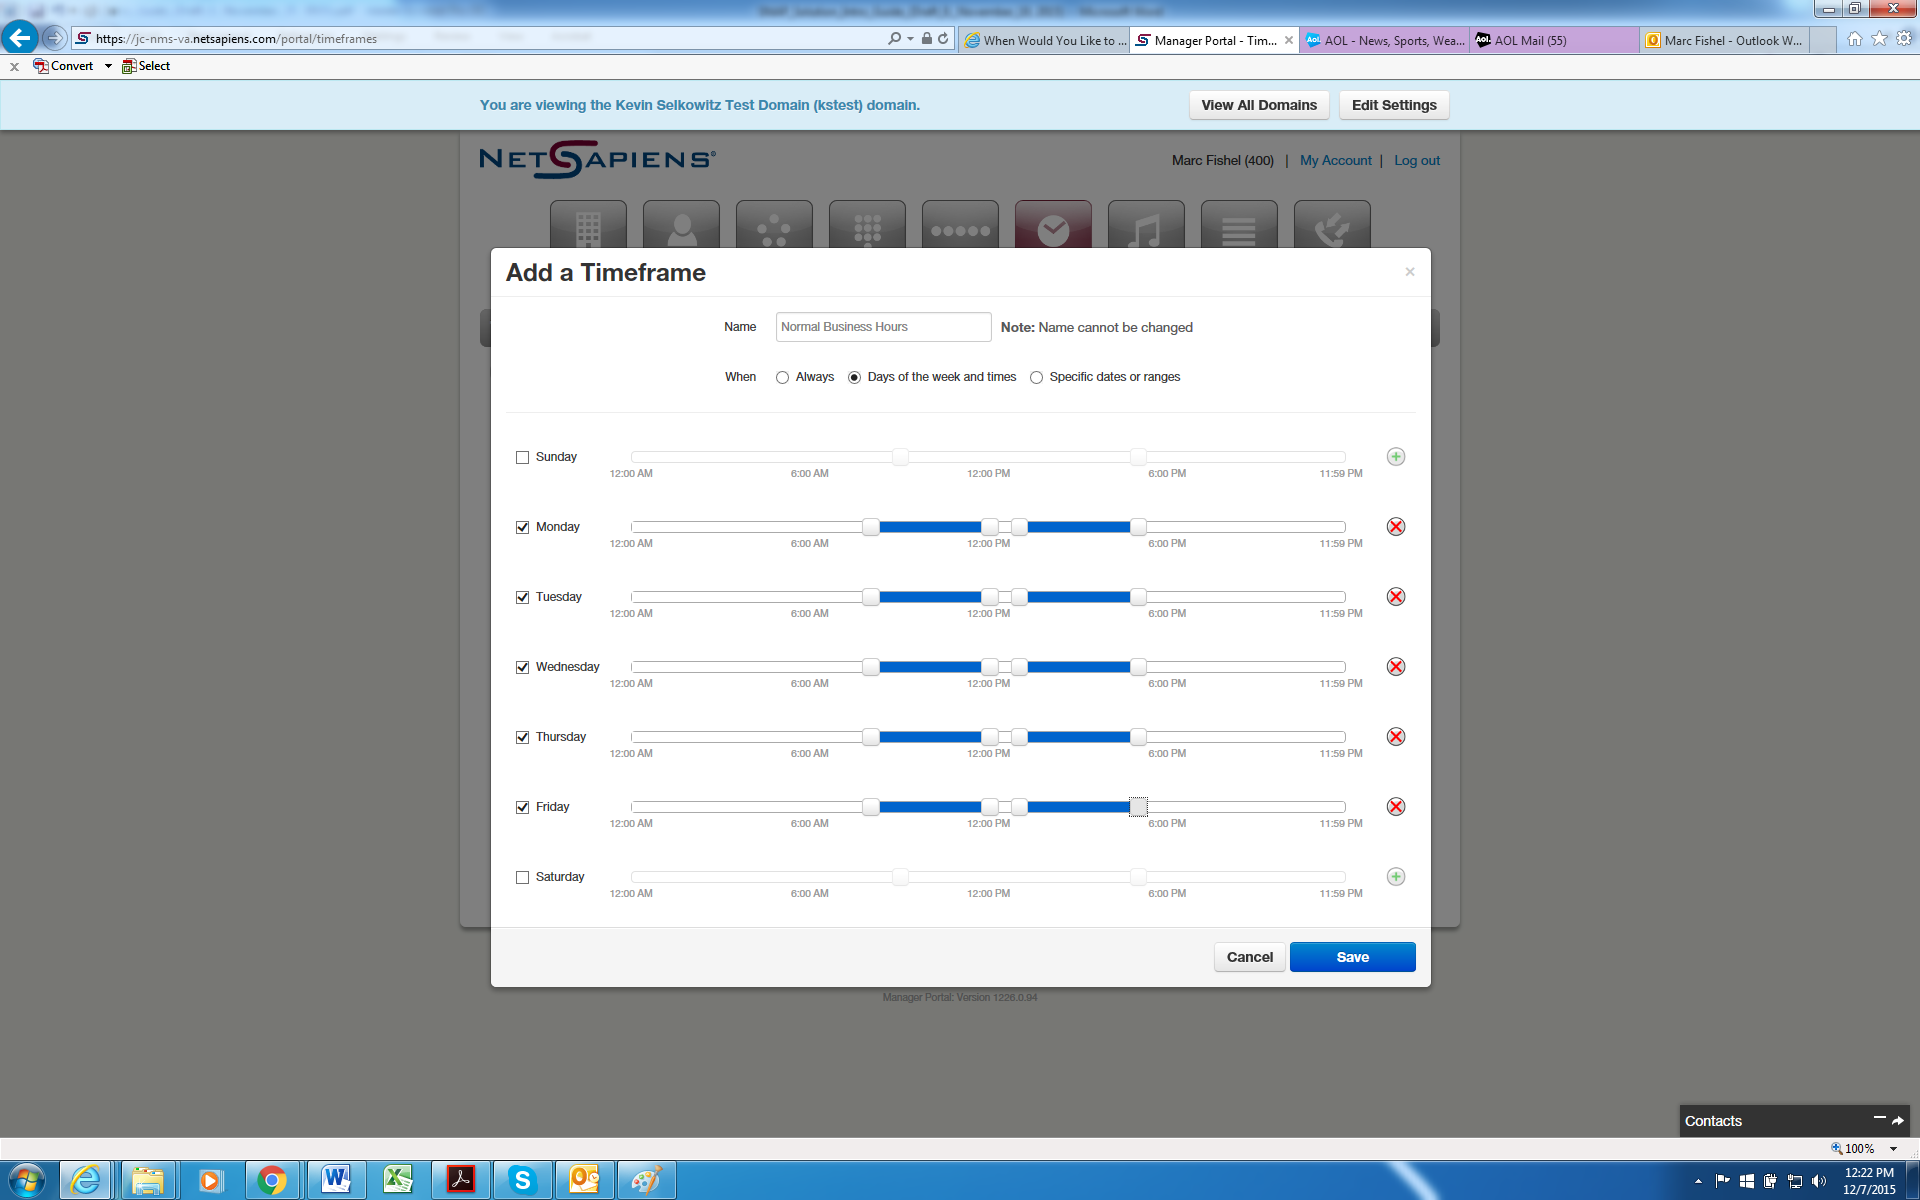 https://jc-nms-va.netsapiens.com/portal/timeframes
When Would You Like to ...
Manager Portal - Tim...
AOL - News, Sports, Wea...
AOL Mail (55)
Marc Fishel - Outlook W...
x Convert Select
You are viewing the Kevin Selkowitz Test Domain (kstest) domain.
View All Domains
Edit Settings
NETSAPIENS®
Marc Fishel (400) | My Account | Log out
Add a Timeframe
Name Normal Business Hours Note: Name cannot be changed
When Always Days of the week and times Specific dates or ranges
Sunday
12:00 AM 6:00 AM 12:00 PM 6:00 PM 11:59 PM
Monday
12:00 AM 6:00 AM 12:00 PM 6:00 PM 11:59 PM
Tuesday
12:00 AM 6:00 AM 12:00 PM 6:00 PM 11:59 PM
Wednesday
12:00 AM 6:00 AM 12:00 PM 6:00 PM 11:59 PM
Thursday
12:00 AM 6:00 AM 12:00 PM 6:00 PM 11:59 PM
Friday
12:00 AM 6:00 AM 12:00 PM 6:00 PM 11:59 PM
Saturday
12:00 AM 6:00 AM 12:00 PM 6:00 PM 11:59 PM
Cancel Save
Manager Portal: Version 1226.0.94
Contacts
100%
12:22 PM
12/7/2015